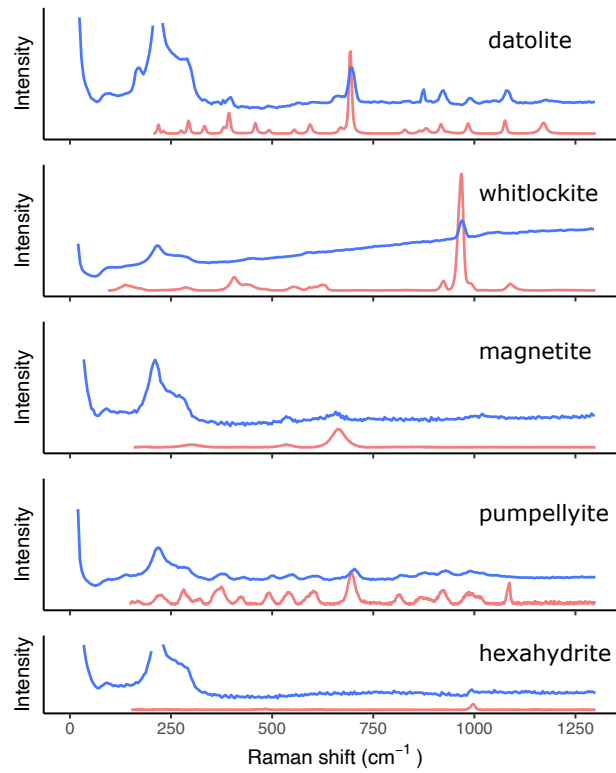 Intensity
datolite
Intensity
whitlockite
Intensity
magnetite
Intensity
pumpellyite
Intensity
hexahydrite
0 250 500 750 1000 1250
Raman shift (cm⁻¹ )